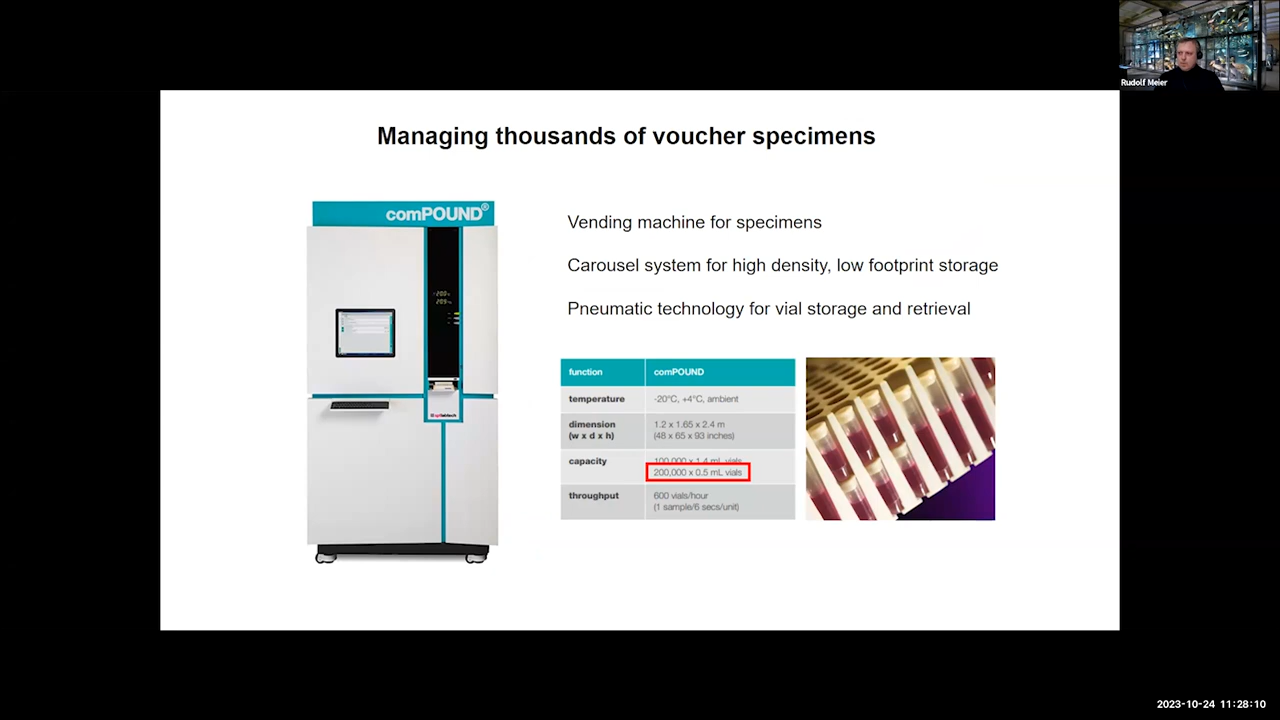 Rudolf Meier
Managing thousands of voucher specimens
comPOUND®
Vending machine for specimens
Carousel system for high density, low footprint storage
Pneumatic technology for vial storage and retrieval
function comPOUND
temperature -20°C, +4°C, ambient
dimension 1.2 x 1.65 x 2.4 m
(w x d x h) (48 x 65 x 93 inches)
capacity 100,000 x 1.4 mL vials
200,000 x 0.5 mL vials
throughput 600 vials/hour
(1 sample/6 secs/unit)
2023-10-24 11:28:10